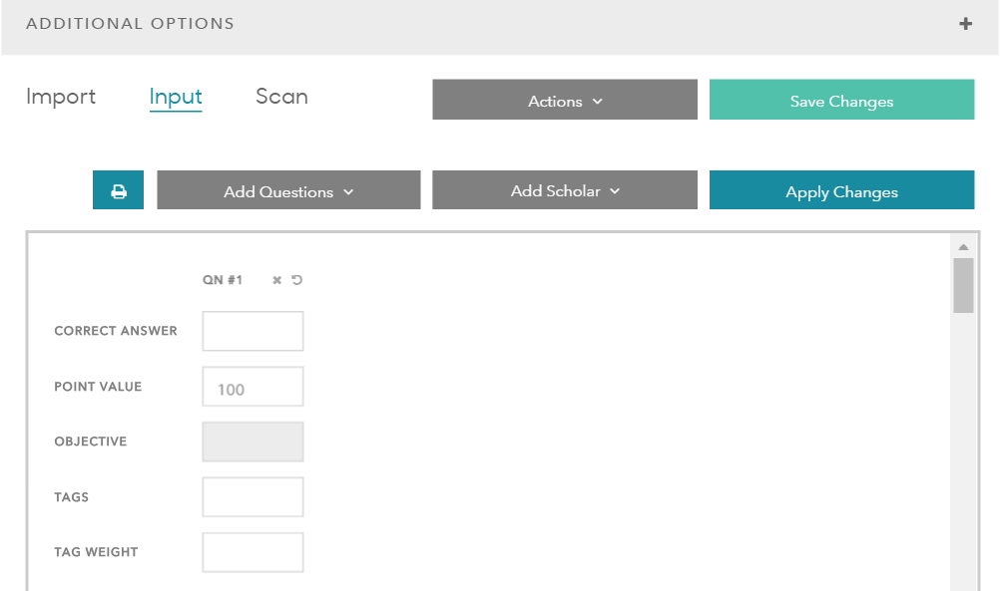 ADDITIONAL OPTIONS
Import Input Scan Actions Save Changes
Add Questions Add Scholar Apply Changes
QN #1
CORRECT ANSWER
POINT VALUE 100
OBJECTIVE
TAGS
TAG WEIGHT